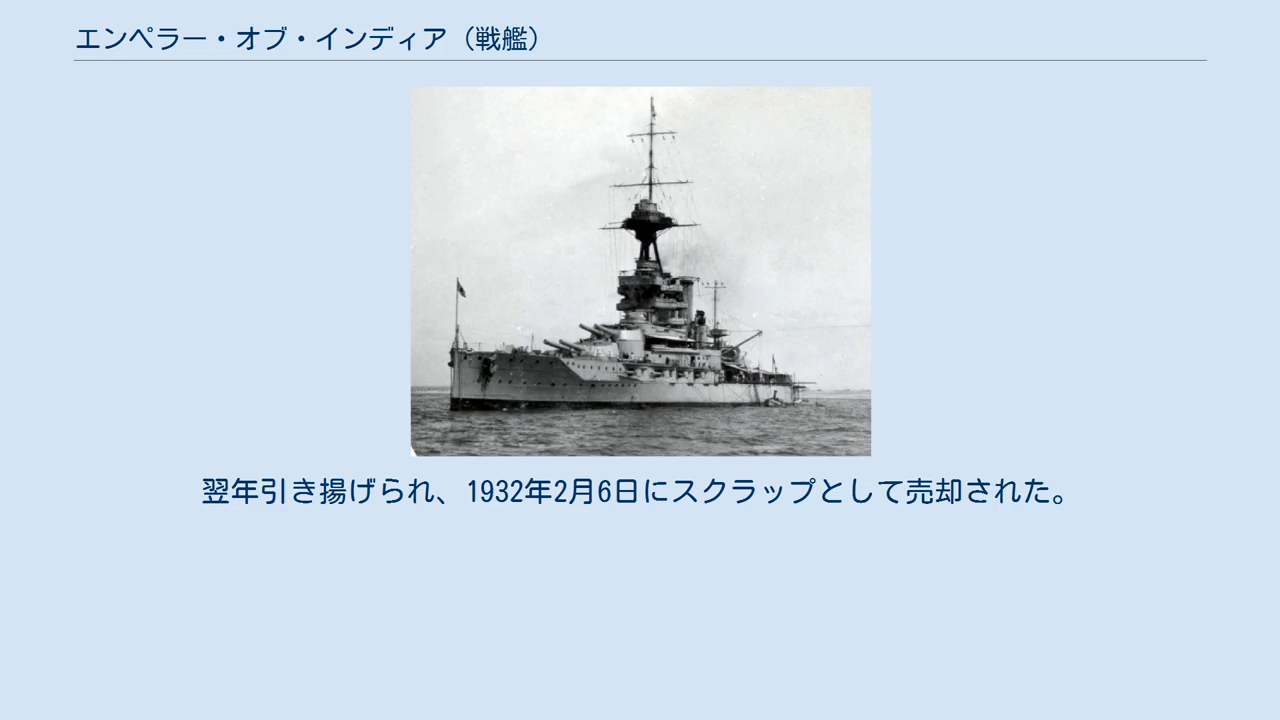 エンペラー・オブ・インディア（戦艦）
翌年引き揚げられ、1932年2月6日にスクラップとして売却された。